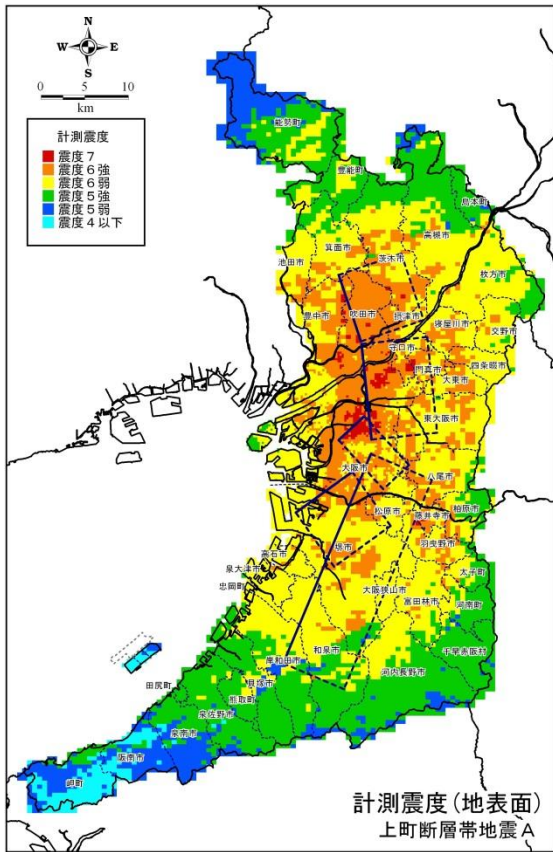 N
W E
S
0 5 10
km
計測震度
震度７
震度６強
震度６弱
震度５強
震度５弱
震度４以下
能勢町
豊能町
島本町
高槻市
箕面市
茨木市
池田市
枚方市
豊中市
吹田市
摂津市
寝屋川市
交野市
守口市
門真市
四条畷市
大東市
東大阪市
大阪市
八尾市
松原市
藤井寺市
柏原市
羽曳野市
堺市
高石市
泉大津市
忠岡町
太子町
大阪狭山市
富田林市
河南町
千早赤阪村
和泉市
岸和田市
河内長野市
貝塚市
田尻町
熊取町
泉佐野市
泉南市
阪南市
岬町
計測震度(地表面)
上町断層帯地震Ａ